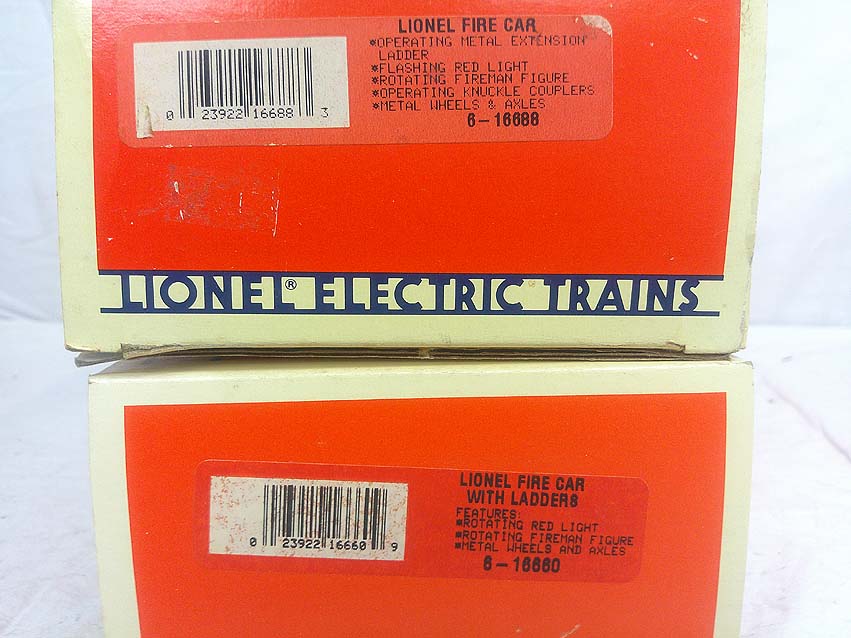 LIONEL FIRE CAR
*OPERATING METAL EXTENSION
LADDER
*FLASHING RED LIGHT
*ROTATING FIREMAN FIGURE
*OPERATING KNUCKLE COUPLERS
*METAL WHEELS & AXLES
6-16688
0 23922 16688 3
LIONEL® ELECTRIC TRAINS
LIONEL FIRE CAR
WITH LADDERS
FEATURES:
*ROTATING RED LIGHT
*ROTATING FIREMAN FIGURE
*METAL WHEELS AND AXLES
6-16660
0 23922 16660 9